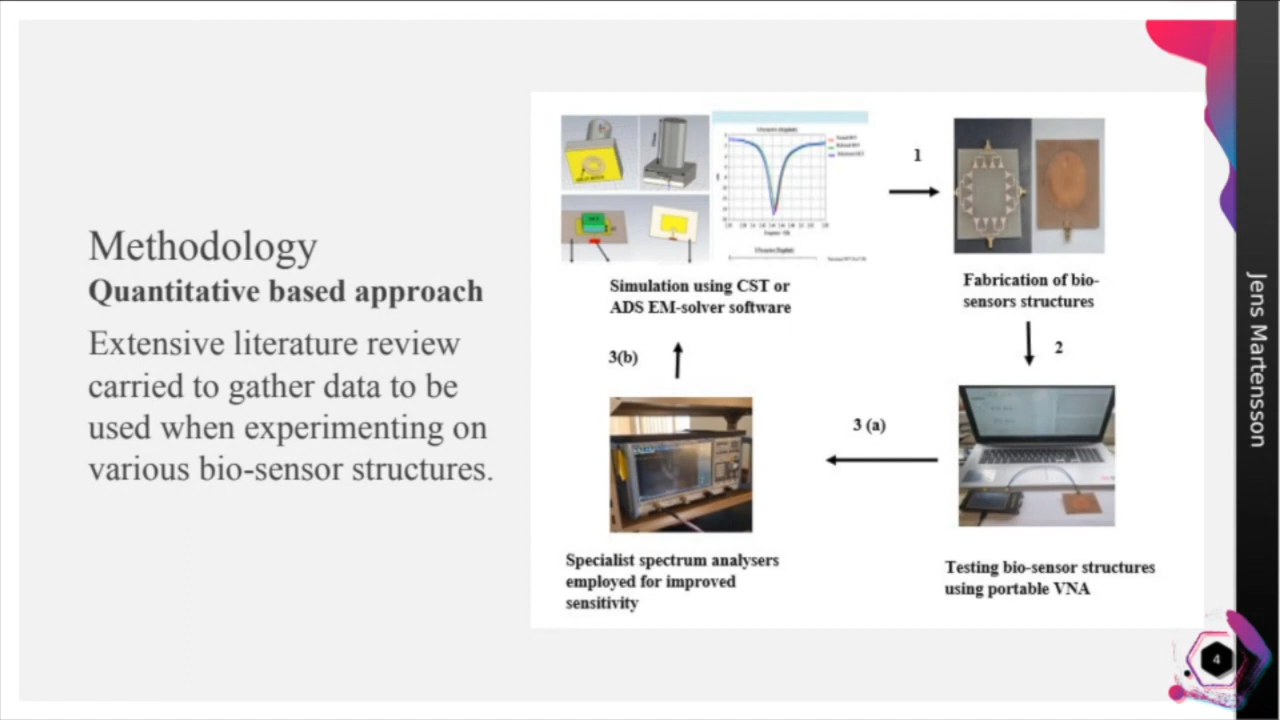 Methodology
Quantitative based approach
Extensive literature review
carried to gather data to be
used when experimenting on
various bio-sensor structures.
1
Simulation using CST or
ADS EM-solver software
Fabrication of bio-
sensors structures
3(b)
2
3 (a)
Specialist spectrum analysers
employed for improved
sensitivity
Testing bio-sensor structures
using portable VNA
Jens Martensson
4